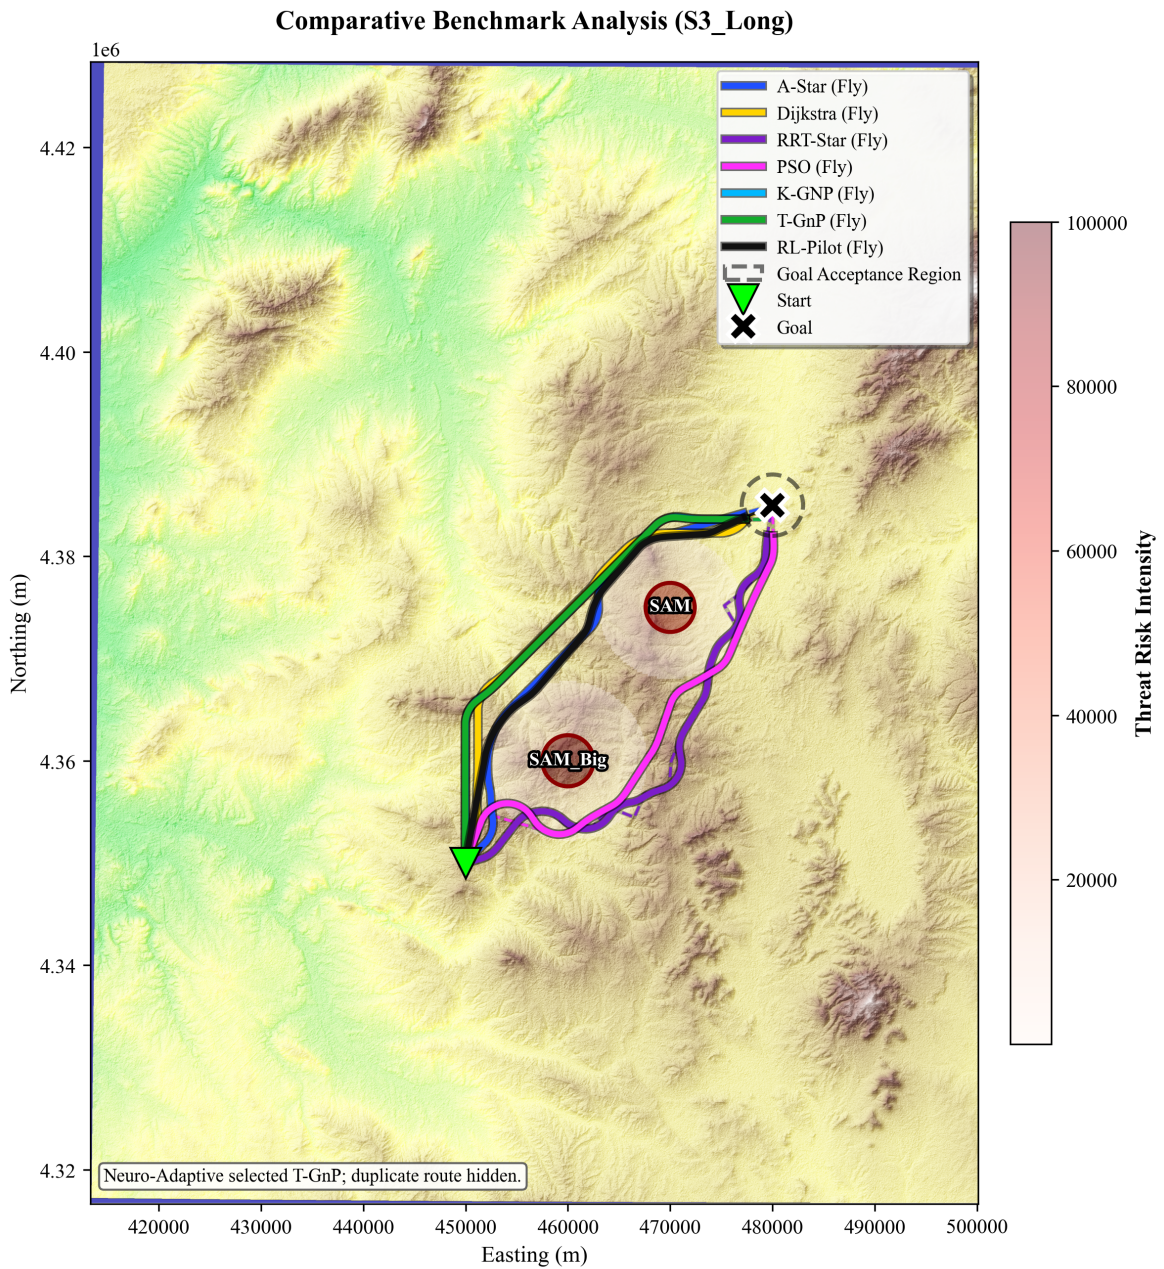 Comparative Benchmark Analysis (S3_Long)
1e6
A-Star (Fly)
Dijkstra (Fly)
RRT-Star (Fly)
PSO (Fly)
K-GNP (Fly)
T-GnP (Fly)
RL-Pilot (Fly)
Goal Acceptance Region
Start
Goal
4.42
4.40
4.38
4.36
4.34
4.32
Northing (m)
SAM
SAM_Big
Neuro-Adaptive selected T-GnP; duplicate route hidden.
420000
430000
440000
450000
460000
470000
480000
490000
500000
Easting (m)
100000
80000
60000
40000
20000
Threat Risk Intensity